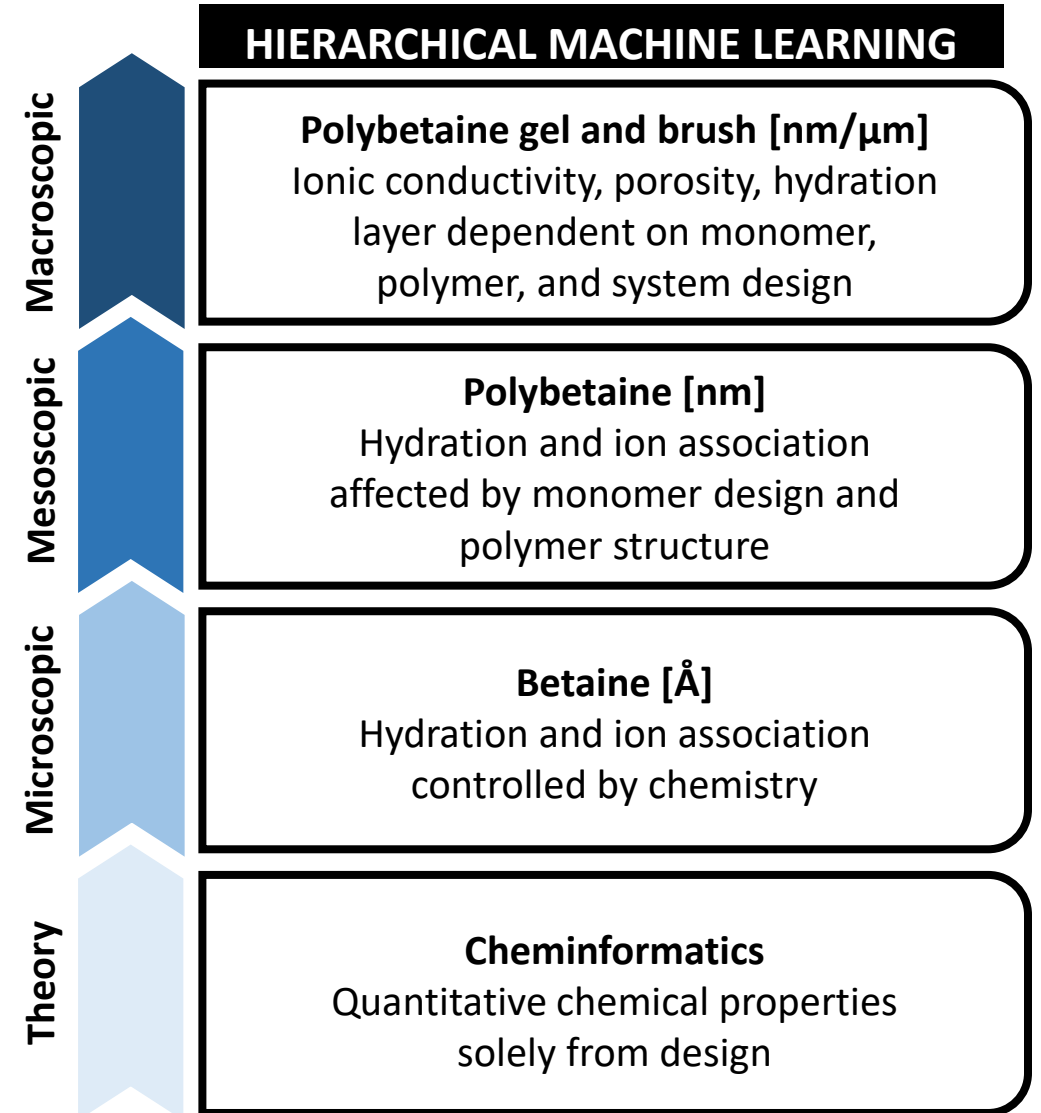 HIERARCHICAL MACHINE LEARNING
Macroscopic
Polybetaine gel and brush [nm/µm]
Ionic conductivity, porosity, hydration
layer dependent on monomer,
polymer, and system design
Mesoscopic
Polybetaine [nm]
Hydration and ion association
affected by monomer design and
polymer structure
Microscopic
Betaine [Å]
Hydration and ion association
controlled by chemistry
Theory
Cheminformatics
Quantitative chemical properties
solely from design